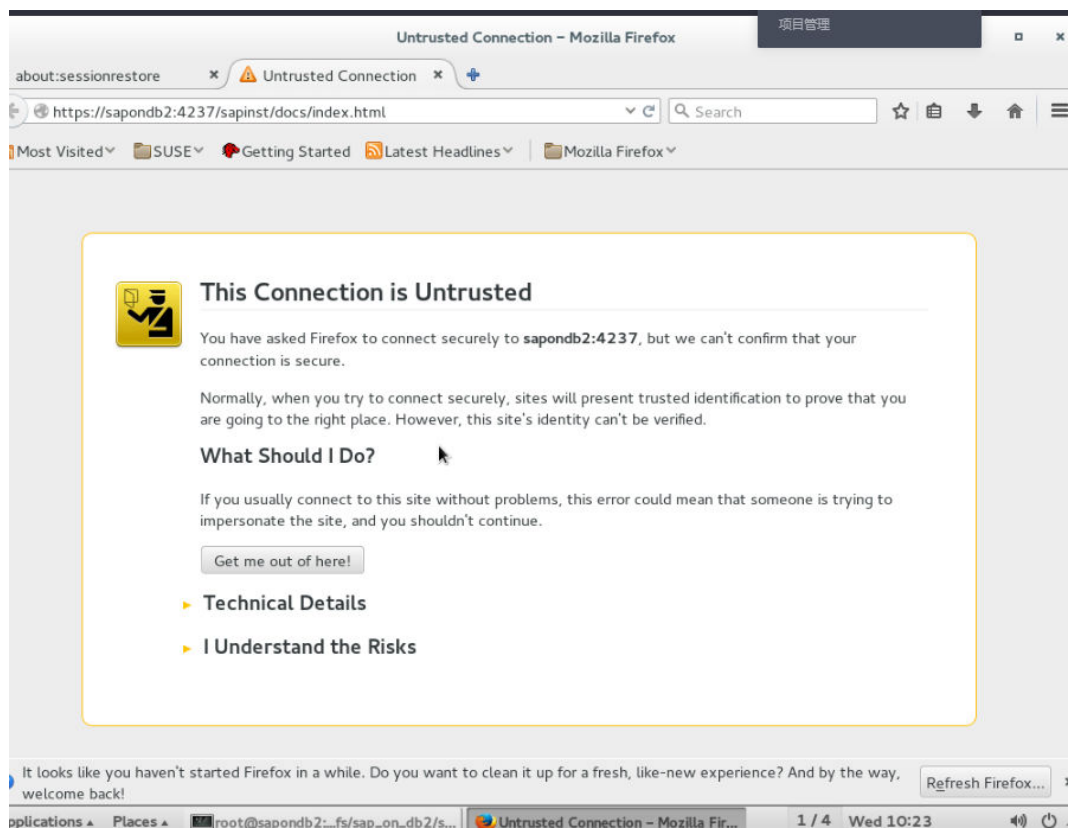 项目管理
Untrusted Connection – Mozilla Firefox
about:sessionrestore
Untrusted Connection
https://sapondb2:4237/sapinst/docs/index.html
Search
Most Visited
SUSE
Getting Started
Latest Headlines
Mozilla Firefox
This Connection is Untrusted
You have asked Firefox to connect securely to sapondb2:4237, but we can't confirm that your
connection is secure.
Normally, when you try to connect securely, sites will present trusted identification to prove that you
are going to the right place. However, this site's identity can't be verified.
What Should I Do?
If you usually connect to this site without problems, this error could mean that someone is trying to
impersonate the site, and you shouldn't continue.
Get me out of here!
Technical Details
I Understand the Risks
It looks like you haven't started Firefox in a while. Do you want to clean it up for a fresh, like-new experience? And by the way,
welcome back!
Refresh Firefox...
pplications
Places
root@sapondb2:...fs/sap_on_db2/s...
Untrusted Connection – Mozilla Fir...
1 / 4
Wed 10:23